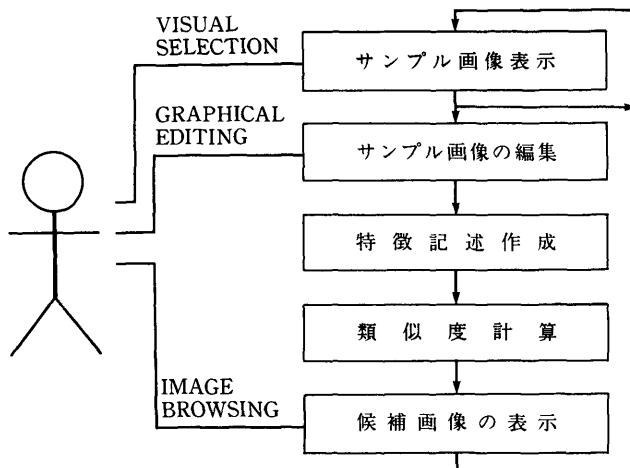 VISUAL
SELECTION
サンプル画像表示
GRAPHICAL
EDITING
サンプル画像の編集
特徴記述作成
類似度計算
IMAGE
BROWSING
候補画像の表示